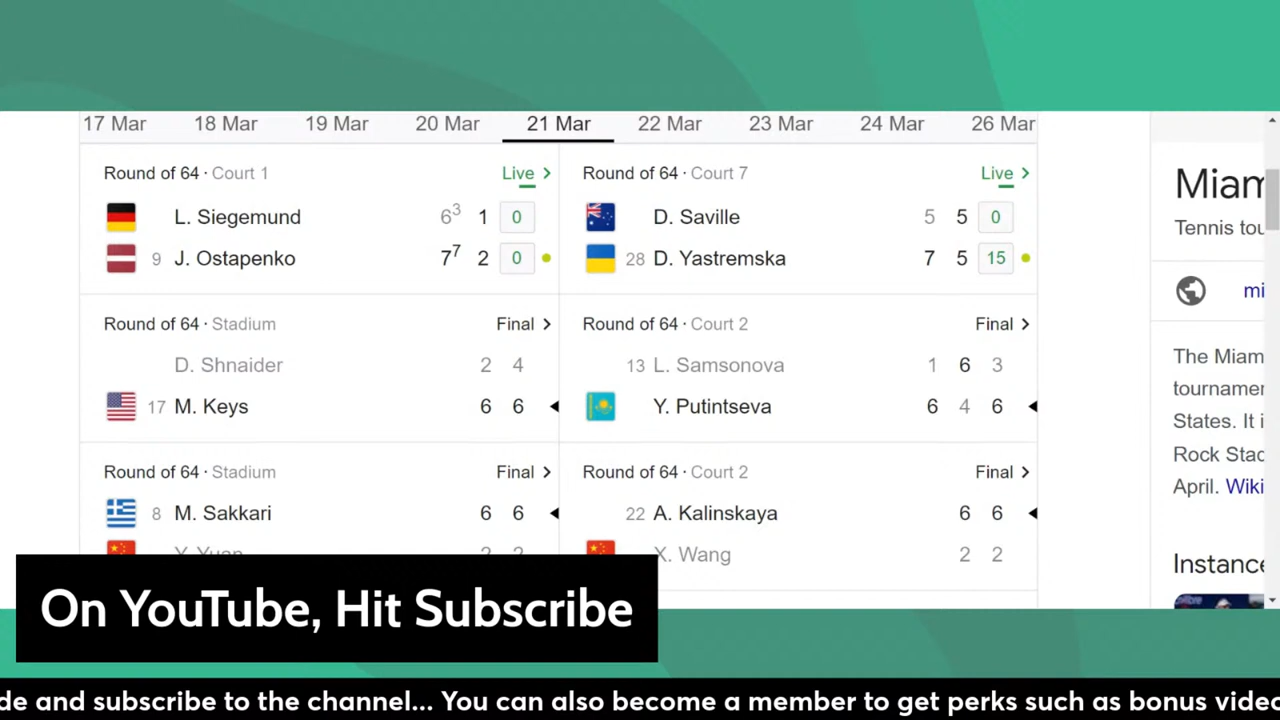 17 Mar 18 Mar 19 Mar 20 Mar 21 Mar 22 Mar 23 Mar 24 Mar 26 Mar
Round of 64 · Court 1 Live
L. Siegemund 6³ 1 0
9 J. Ostapenko 7⁷ 2 0
Round of 64 · Court 7 Live
D. Saville 5 5 0
28 D. Yastremska 7 5 15
Round of 64 · Stadium Final
D. Shnaider 2 4
17 M. Keys 6 6
Round of 64 · Court 2 Final
13 L. Samsonova 1 6 3
Y. Putintseva 6 4 6
Round of 64 · Stadium Final
8 M. Sakkari 6 6
Y. Yuan 2 2
Round of 64 · Court 2 Final
22 A. Kalinskaya 6 6
X. Wang 2 2
Miam
Tennis tou
mi
The Miam
tournamen
States. It i
Rock Stad
April. Wiki
Instance
On YouTube, Hit Subscribe
de and subscribe to the channel... You can also become a member to get perks such as bonus video